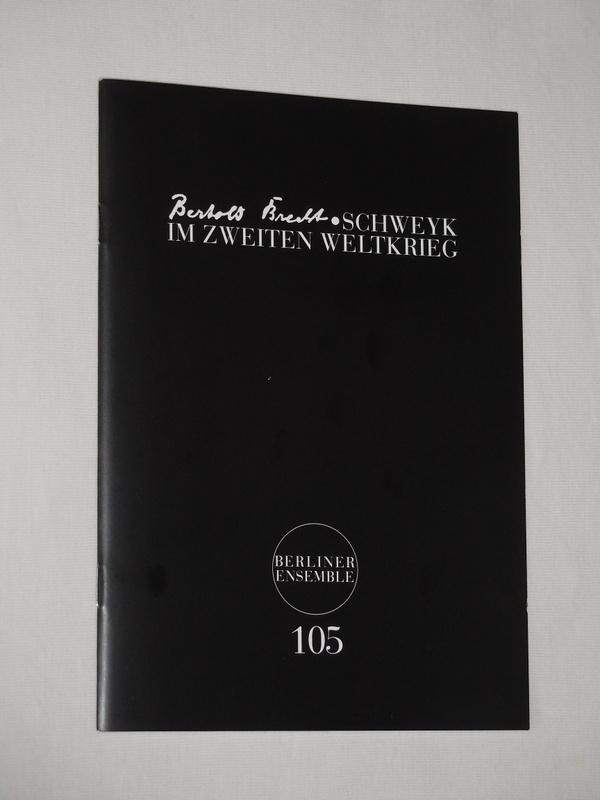 Bertolt Brecht • SCHWEYK
IM ZWEITEN WELTKRIEG
BERLINER
ENSEMBLE
105